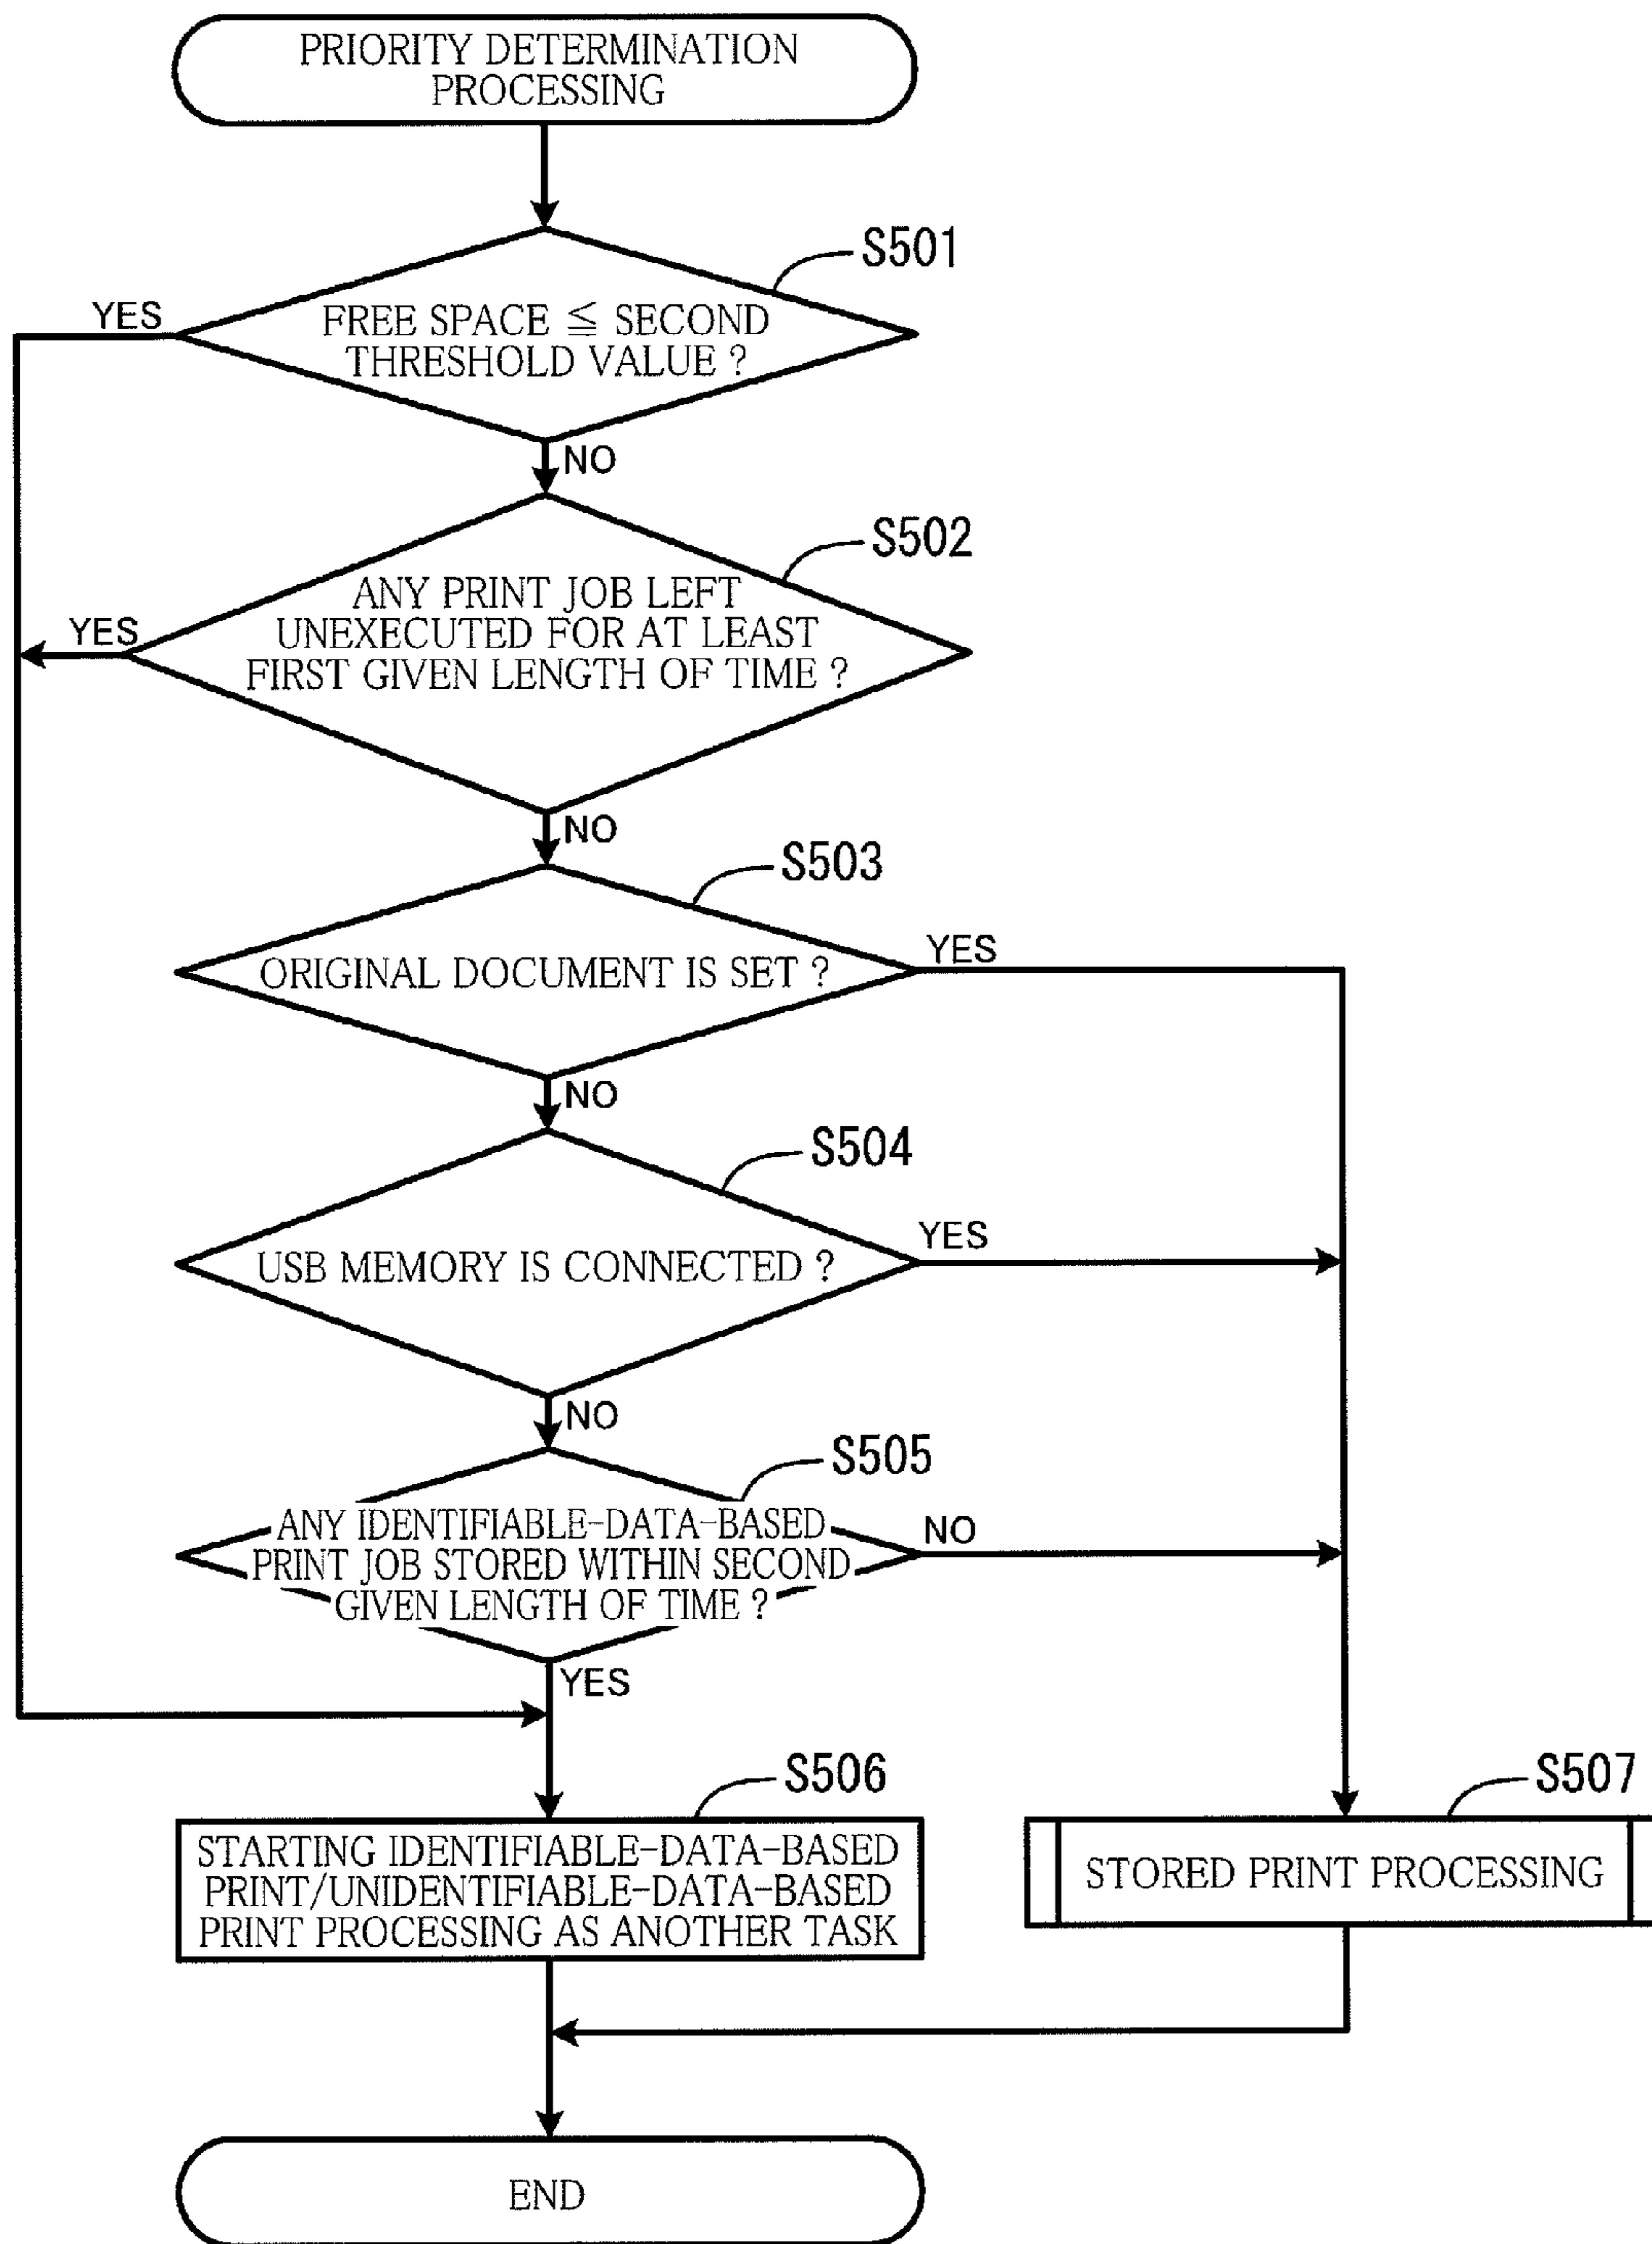 PRIORITY DETERMINATION
PROCESSING
S501
YES
FREE SPACE ≦ SECOND
THRESHOLD VALUE ?
NO
S502
ANY PRINT JOB LEFT
UNEXECUTED FOR AT LEAST
FIRST GIVEN LENGTH OF TIME ?
YES
NO
S503
ORIGINAL DOCUMENT IS SET ?
YES
NO
S504
USB MEMORY IS CONNECTED ?
YES
NO
S505
ANY IDENTIFIABLE-DATA-BASED
PRINT JOB STORED WITHIN SECOND
GIVEN LENGTH OF TIME ?
NO
YES
S506
STARTING IDENTIFIABLE-DATA-BASED
PRINT/UNIDENTIFIABLE-DATA-BASED
PRINT PROCESSING AS ANOTHER TASK
S507
STORED PRINT PROCESSING
END